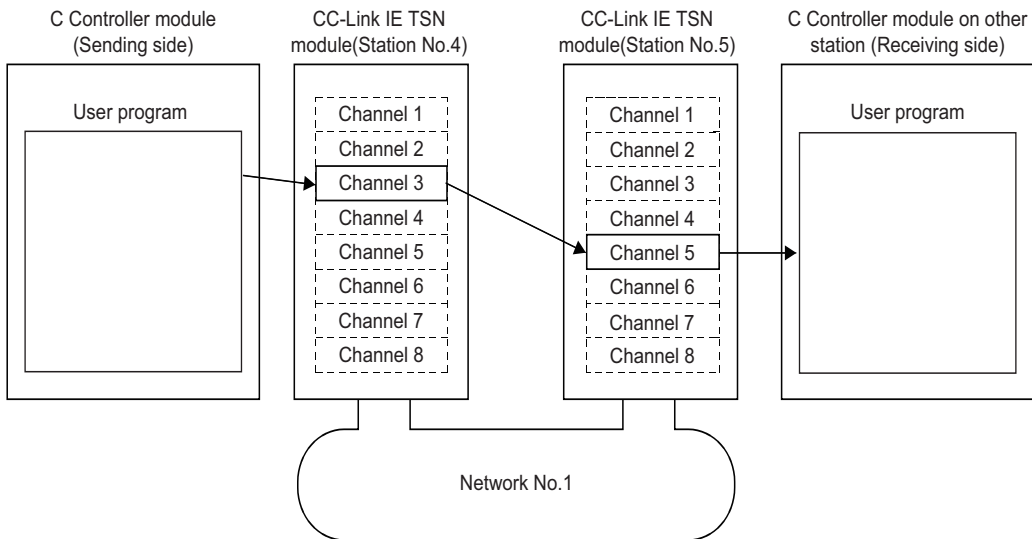 C Controller module
(Sending side)
CC-Link IE TSN
module(Station No.4)
CC-Link IE TSN
module(Station No.5)
C Controller module on other
station (Receiving side)
User program
Channel 1
Channel 2
Channel 3
Channel 4
Channel 5
Channel 6
Channel 7
Channel 8
Channel 1
Channel 2
Channel 3
Channel 4
Channel 5
Channel 6
Channel 7
Channel 8
User program
Network No.1